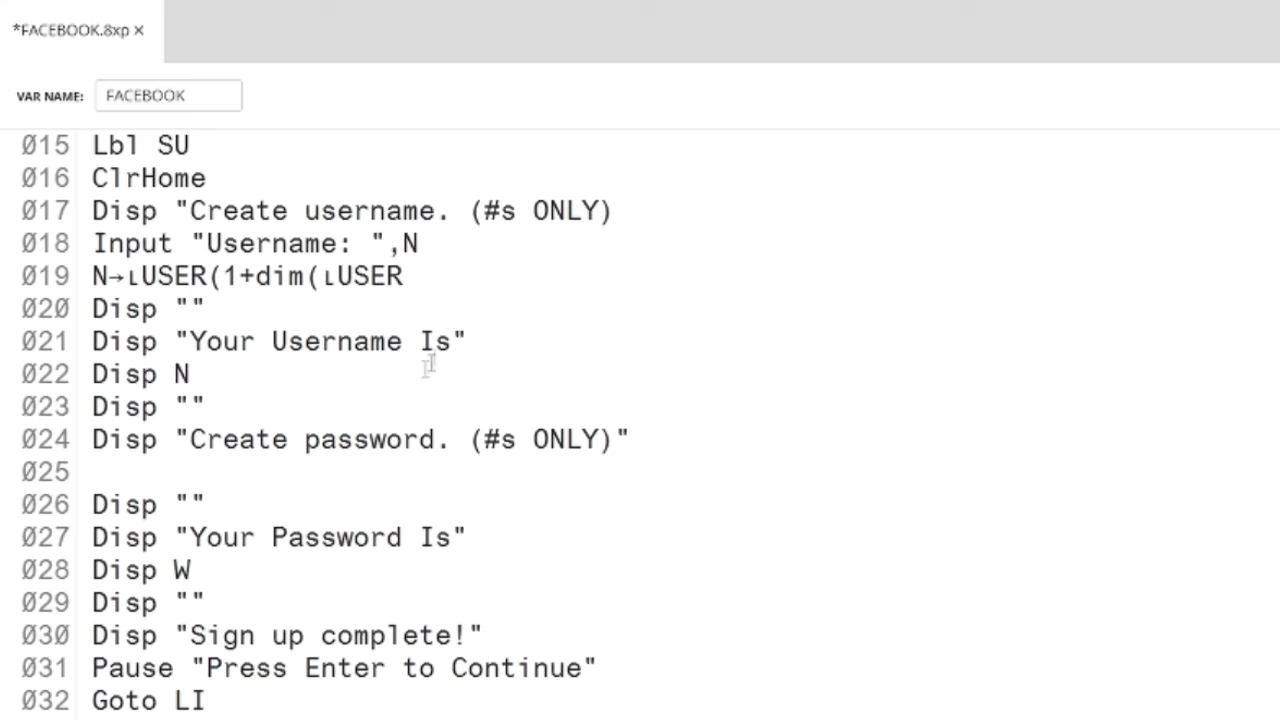 *FACEBOOK.8xp ×
VAR NAME: FACEBOOK
Ø15 Lbl SU
Ø16 ClrHome
Ø17 Disp "Create username. (#s ONLY)
Ø18 Input "Username: ",N
Ø19 N→ʟUSER(1+dim(ʟUSER
Ø2Ø Disp ""
Ø21 Disp "Your Username Is"
Ø22 Disp N
Ø23 Disp ""
Ø24 Disp "Create password. (#s ONLY)"
Ø25
Ø26 Disp ""
Ø27 Disp "Your Password Is"
Ø28 Disp W
Ø29 Disp ""
Ø3Ø Disp "Sign up complete!"
Ø31 Pause "Press Enter to Continue"
Ø32 Goto LI